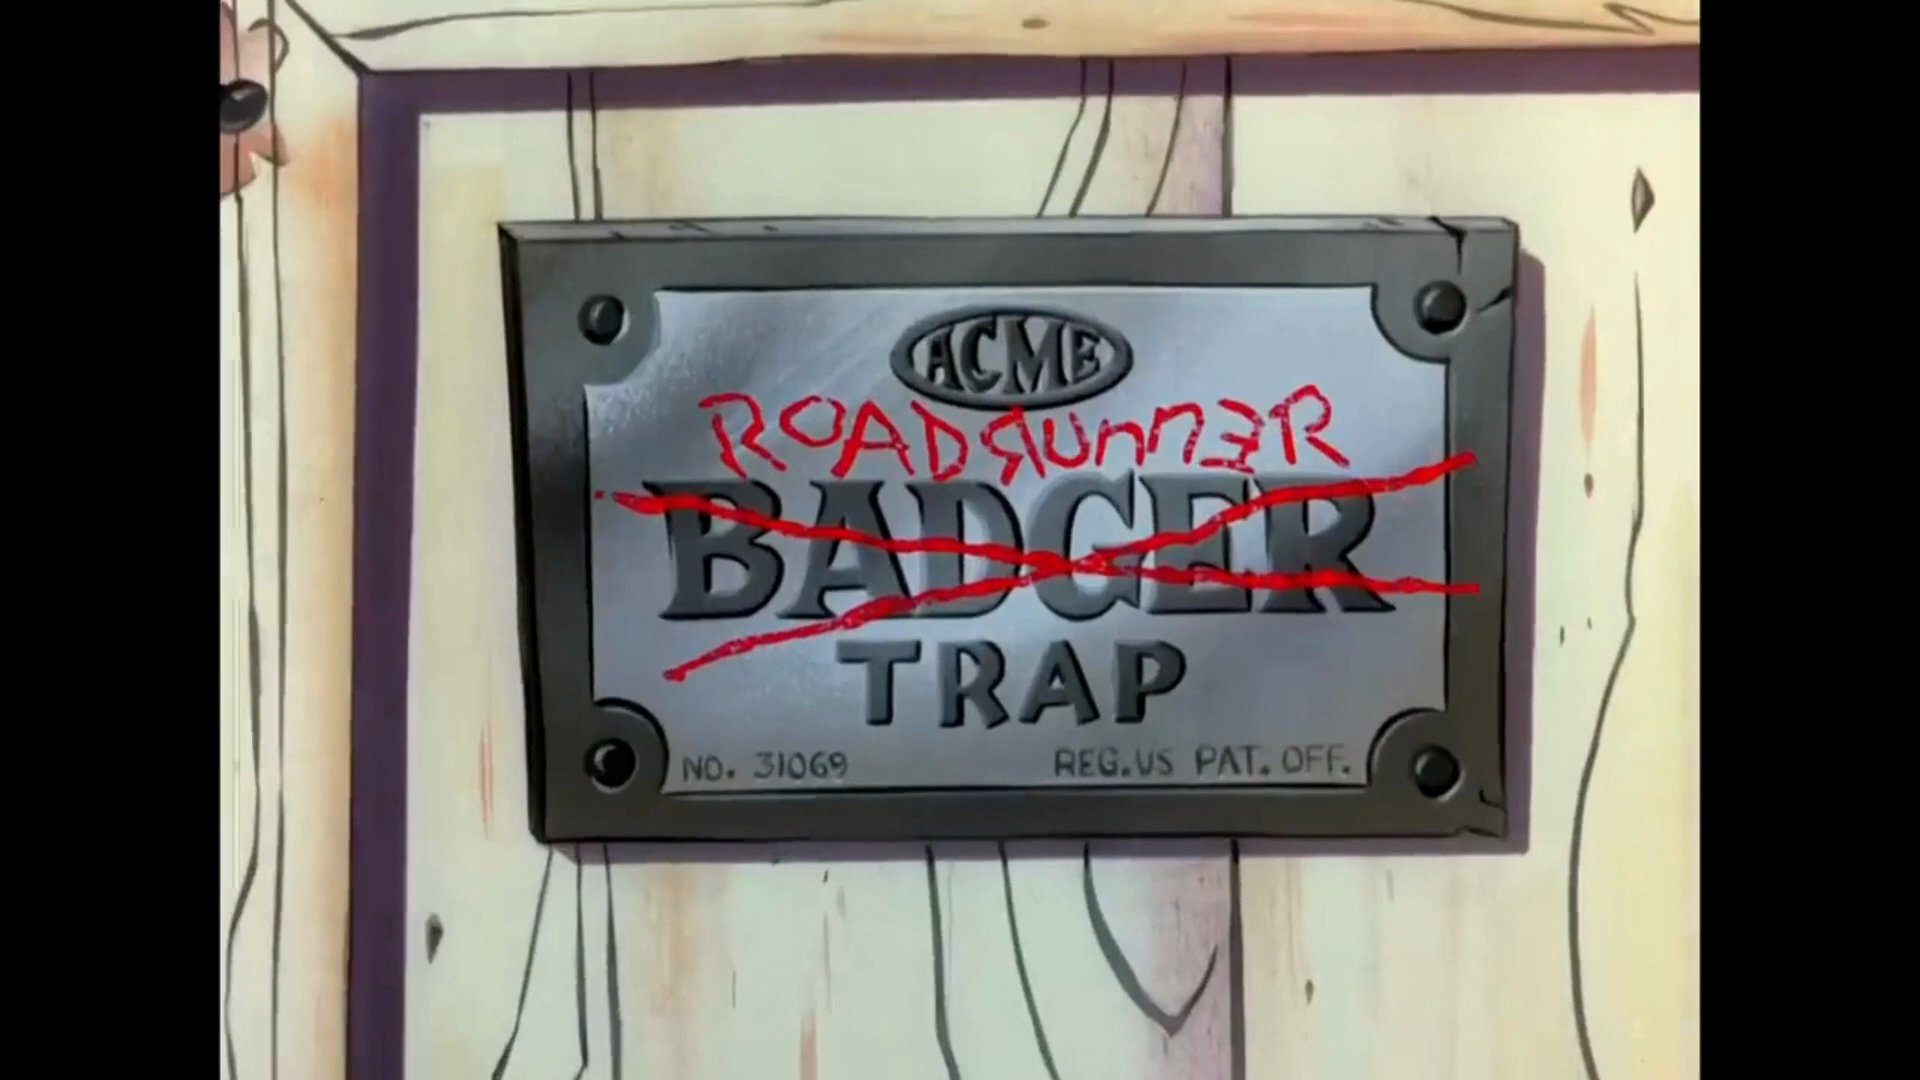 ACME
ROADRUNNER
BADGER
TRAP
NO. 31069
REG.US PAT. OFF.